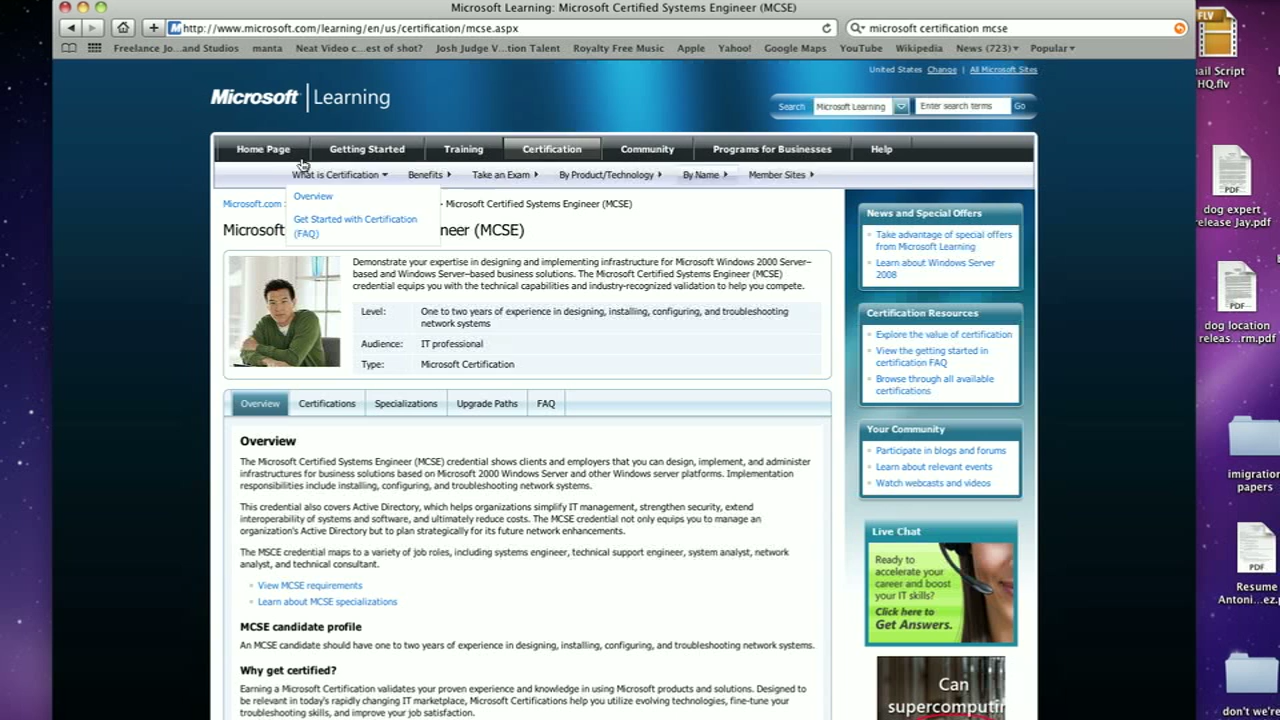 Microsoft Learning: Microsoft Certified Systems Engineer (MCSE)
http://www.microsoft.com/learning/en/us/certification/mcse.aspx
microsoft certification mcse
Freelance Jo...and Studios manta Neat Video c...est of shot? Josh Judge V...tion Talent Royalty Free Music Apple Yahoo! Google Maps YouTube Wikipedia News (723) Popular
United States Change | All Microsoft Sites
Microsoft | Learning
Search Microsoft Learning Enter search terms Go
Home Page Getting Started Training Certification Community Programs for Businesses Help
What is Certification Benefits Take an Exam By Product/Technology By Name Member Sites
Overview
Get Started with Certification
(FAQ)
Microsoft.com
Microsoft Certified Systems Engineer (MCSE)
Microsoft neer (MCSE)
Demonstrate your expertise in designing and implementing infrastructure for Microsoft Windows 2000 Server–
based and Windows Server–based business solutions. The Microsoft Certified Systems Engineer (MCSE)
credential equips you with the technical capabilities and industry-recognized validation to help you compete.
Level: One to two years of experience in designing, installing, configuring, and troubleshooting
network systems
Audience: IT professional
Type: Microsoft Certification
Overview Certifications Specializations Upgrade Paths FAQ
Overview
The Microsoft Certified Systems Engineer (MCSE) credential shows clients and employers that you can design, implement, and administer
infrastructures for business solutions based on Microsoft 2000 Windows Server and other Windows server platforms. Implementation
responsibilities include installing, configuring, and troubleshooting network systems.
This credential also covers Active Directory, which helps organizations simplify IT management, strengthen security, extend
interoperability of systems and software, and ultimately reduce costs. The MCSE credential not only equips you to manage an
organization's Active Directory but to plan strategically for its future network enhancements.
The MSCE credential maps to a variety of job roles, including systems engineer, technical support engineer, system analyst, network
analyst, and technical consultant.
View MCSE requirements
Learn about MCSE specializations
MCSE candidate profile
An MCSE candidate should have one to two years of experience in designing, installing, configuring, and troubleshooting network systems.
Why get certified?
Earning a Microsoft Certification validates your proven experience and knowledge in using Microsoft products and solutions. Designed to
be relevant in today's rapidly changing IT marketplace, Microsoft Certifications help you utilize evolving technologies, fine-tune your
troubleshooting skills, and improve your job satisfaction.
News and Special Offers
Take advantage of special offers
from Microsoft Learning
Learn about Windows Server
2008
Certification Resources
Explore the value of certification
View the getting started in
certification FAQ
Browse through all available
certifications
Your Community
Participate in blogs and forums
Learn about relevant events
Watch webcasts and videos
Live Chat
Ready to
accelerate your
career and boost
your IT skills?
Click here to
Get Answers.
Can
supercomputin
FLV
ail Script
HQ.flv
PDF
dog expert
release Jay.pdf
PDF
dog location
releas...rm.pdf
imigration
papers
PDF
Resume
Antoni...ez.p
don't we're